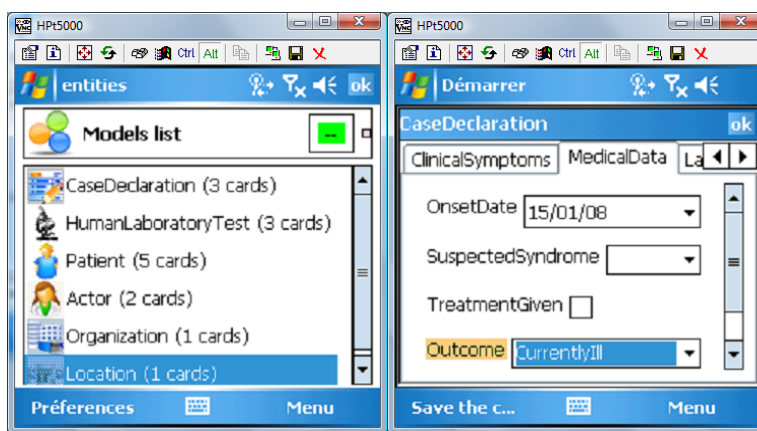 HPt5000
Ctrl Alt
entities
ok
Models list
--
CaseDeclaration (3 cards)
HumanLaboratoryTest (3 cards)
Patient (5 cards)
Actor (2 cards)
Organization (1 cards)
Location (1 cards)
Préferences
Menu
HPt5000
Ctrl Alt
Démarrer
CaseDeclaration
ok
ClinicalSymptoms MedicalData La
OnsetDate 15/01/08
SuspectedSyndrome
TreatmentGiven
Outcome CurrentlyIll
Save the c...
Menu